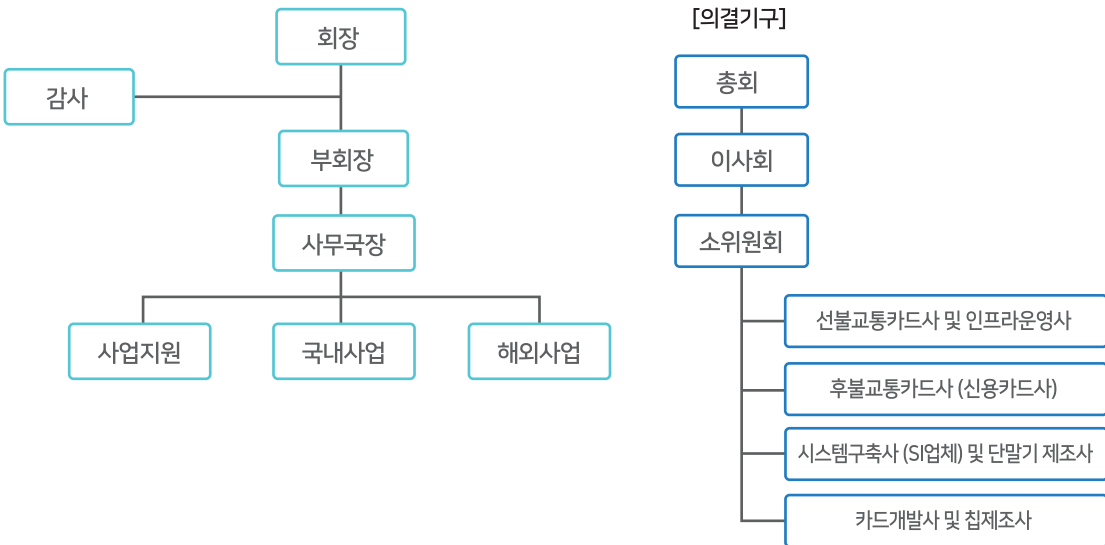 회장
감사
부회장
사무국장
사업지원
국내사업
해외사업
[의결기구]
총회
이사회
소위원회
선불교통카드사 및 인프라운영사
후불교통카드사 (신용카드사)
시스템구축사 (SI업체) 및 단말기 제조사
카드개발사 및 칩제조사